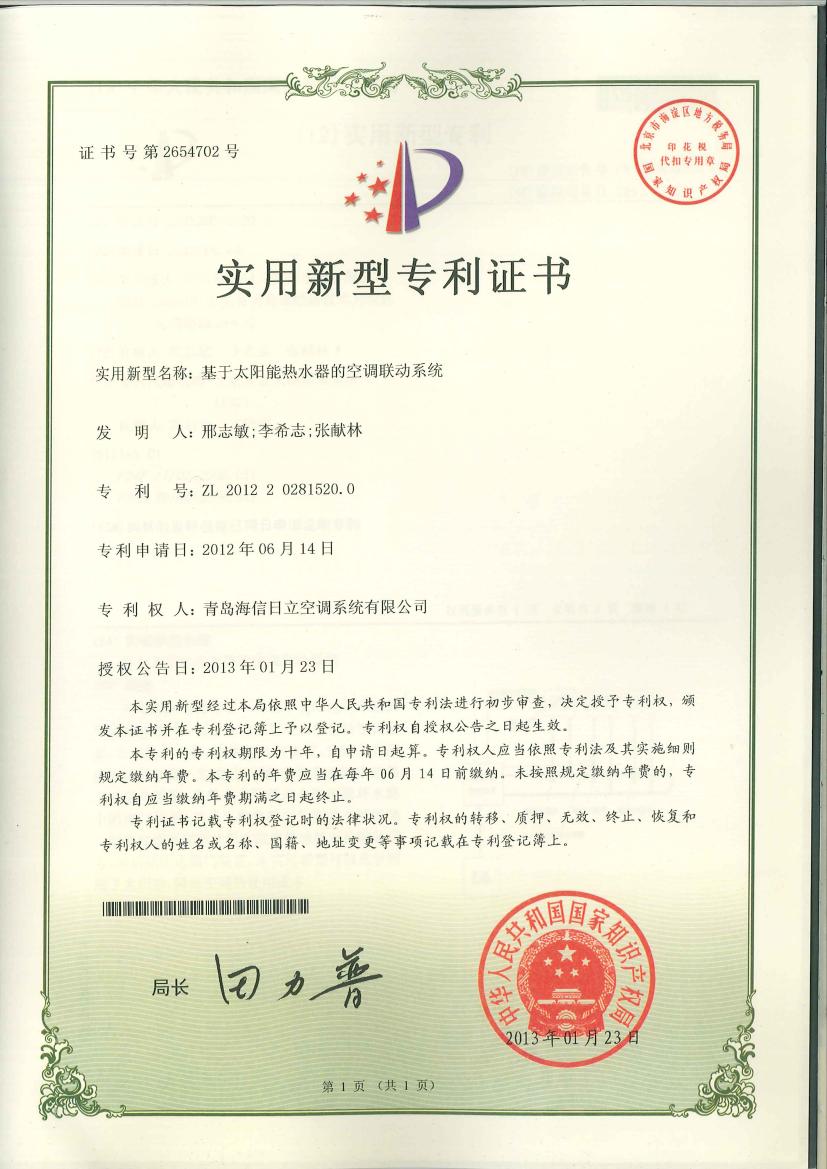 证书号第2654702号
北京市海淀区地方税务局
印花税
代扣专用章
国家知识产权局
实用新型专利证书
实用新型名称：基于太阳能热水器的空调联动系统
发明人：邢志敏;李希志;张献林
专利号：ZL 2012 2 0281520.0
专利申请日：2012年06月14日
专利权人：青岛海信日立空调系统有限公司
授权公告日：2013年01月23日
本实用新型经过本局依照中华人民共和国专利法进行初步审查，决定授予专利权，颁
发本证书并在专利登记簿上予以登记。专利权自授权公告之日起生效。
本专利的专利权期限为十年，自申请日起算。专利权人应当依照专利法及其实施细则
规定缴纳年费。本专利的年费应当在每年06月14日前缴纳。未按照规定缴纳年费的，专
利权自应当缴纳年费期满之日起终止。
专利证书记载专利权登记时的法律状况。专利权的转移、质押、无效、终止、恢复和
专利权人的姓名或名称、国籍、地址变更等事项记载在专利登记簿上。
局长 田力普
中华人民共和国国家知识产权局
2013年01月23日
第1页（共1页）